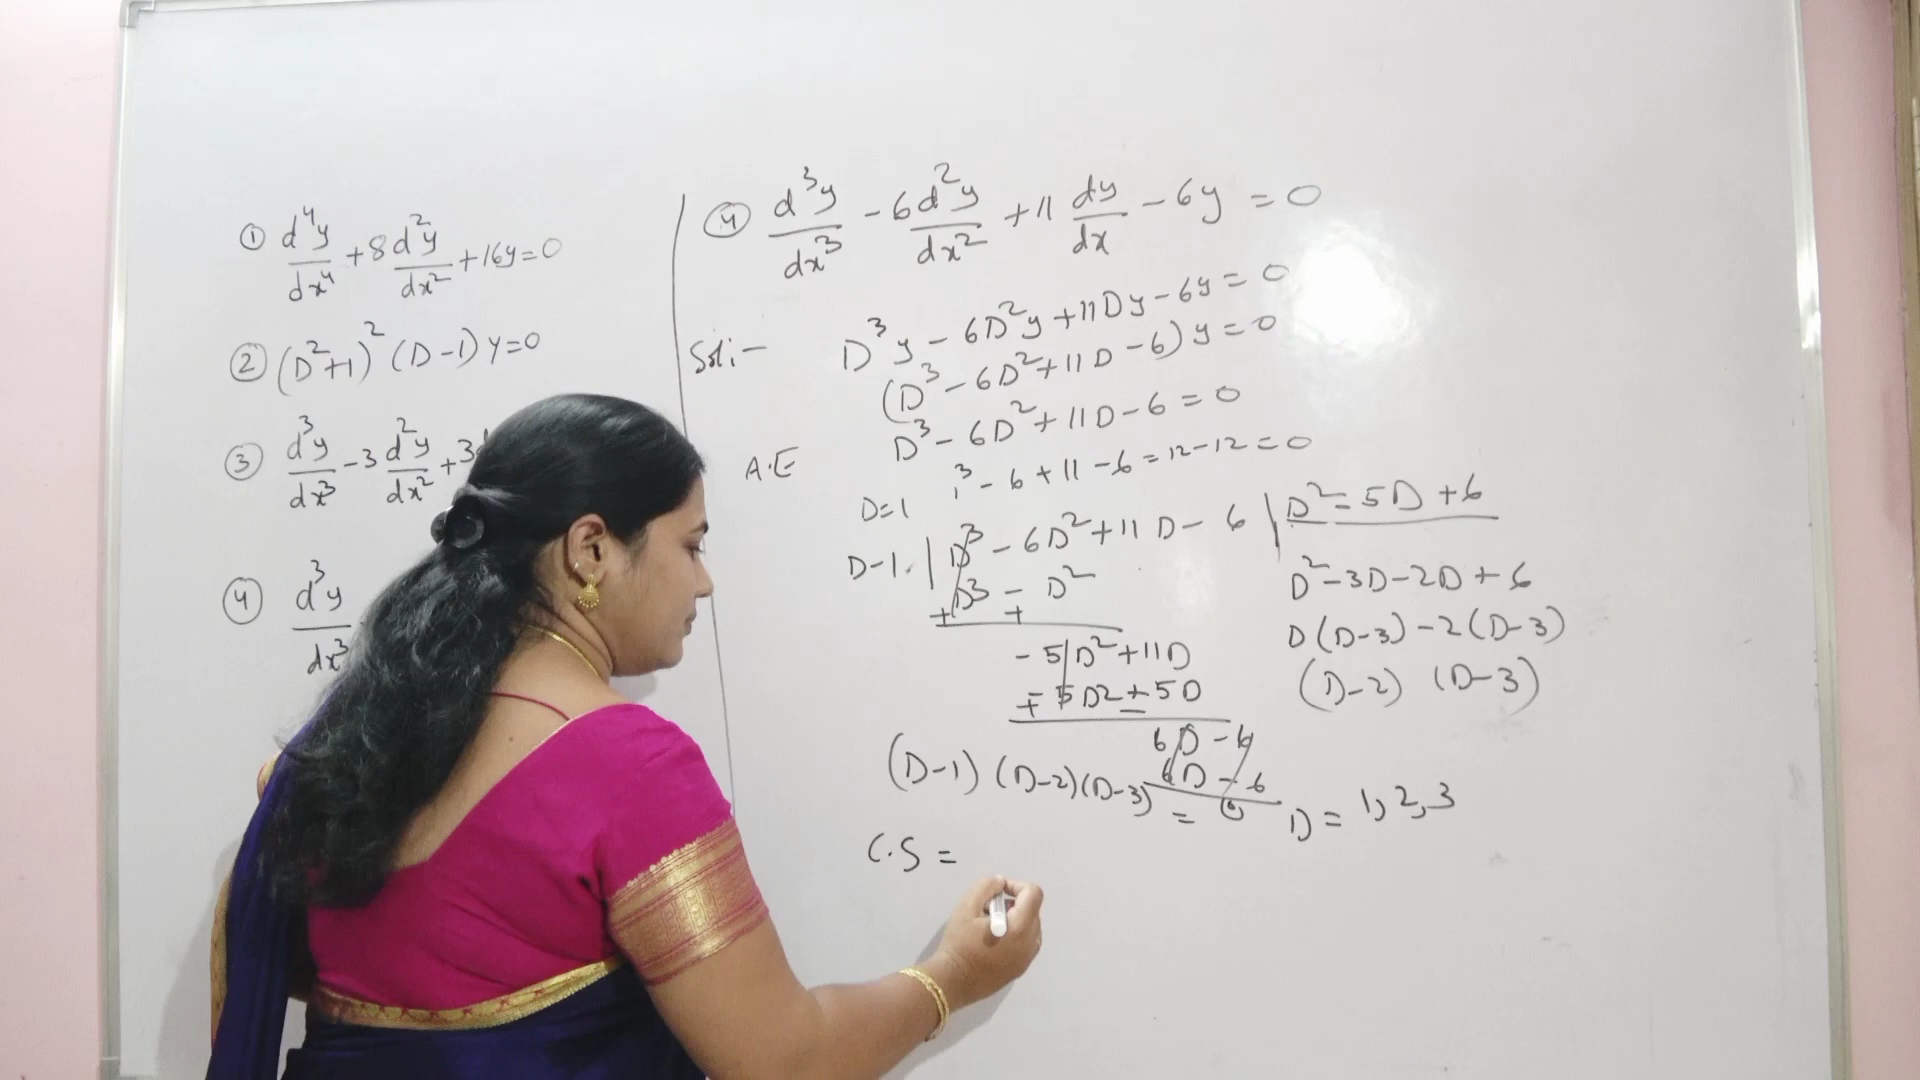 ① d⁴y/dx⁴ + 8 d²y/dx² + 16y = 0
② (D²+1)² (D-1) y = 0
③ d³y/dx³ - 3 d²y/dx² + 3
④ d³y/dx³
④ d³y/dx³ - 6 d²y/dx² + 11 dy/dx - 6y = 0
Sol:- D³y - 6D²y + 11Dy - 6y = 0
(D³ - 6D² + 11D - 6) y = 0
A.E D³ - 6D² + 11D - 6 = 0
D=1 1³ - 6 + 11 - 6 = 12 - 12 = 0
D-1 | D³ - 6D² + 11D - 6 | D² - 5D + 6
D³ - D²
- +
- 5D² + 11D
- 5D2 + 5D
+ -
6D - 6
6D - 6
0
D² - 3D - 2D + 6
D (D-3) - 2 (D-3)
(D-2) (D-3)
(D-1) (D-2)(D-3) = 0 D = 1, 2, 3
C.S =